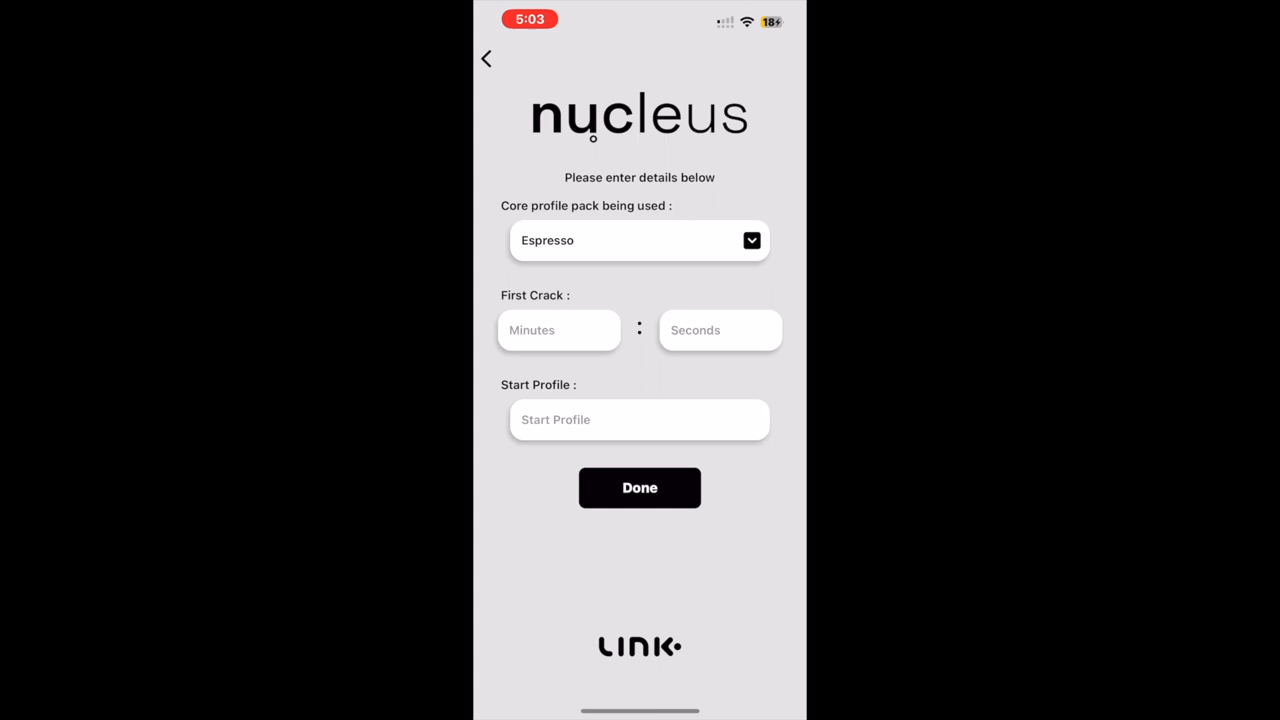 5:03
18
nucleus
Please enter details below
Core profile pack being used :
Espresso
First Crack :
Minutes : Seconds
Start Profile :
Start Profile
Done
LINK